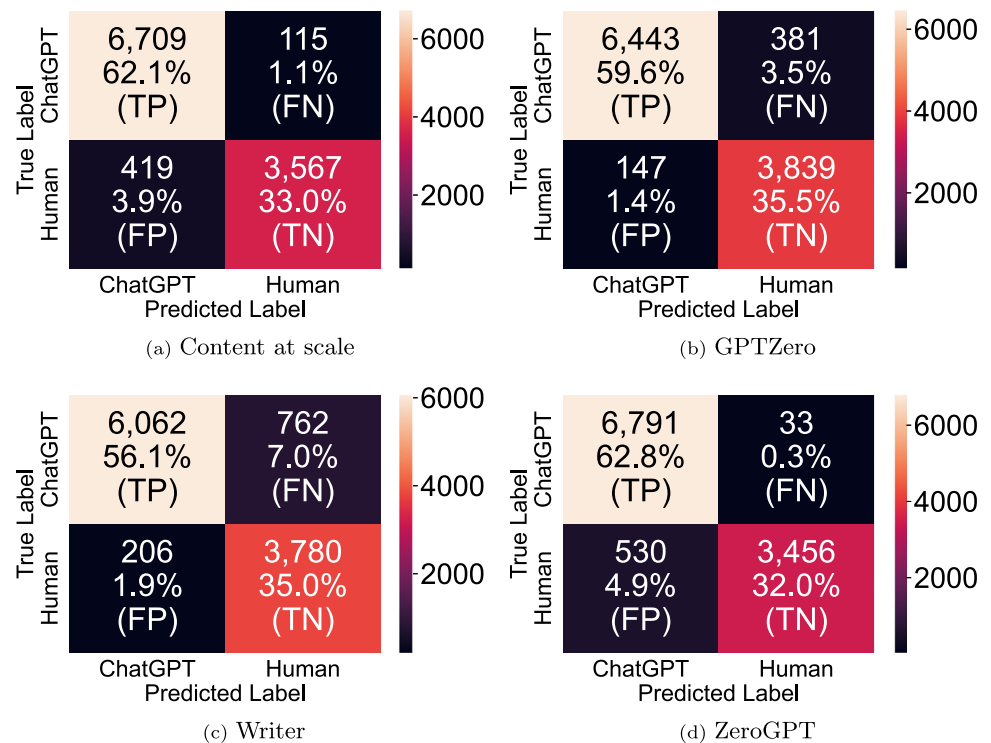 True Label
ChatGPT
Human
6,709
62.1%
(TP)
115
1.1%
(FN)
419
3.9%
(FP)
3,567
33.0%
(TN)
6000
4000
2000
ChatGPT
Human
Predicted Label
(a) Content at scale
True Label
ChatGPT
Human
6,443
59.6%
(TP)
381
3.5%
(FN)
147
1.4%
(FP)
3,839
35.5%
(TN)
6000
4000
2000
ChatGPT
Human
Predicted Label
(b) GPTZero
True Label
ChatGPT
Human
6,062
56.1%
(TP)
762
7.0%
(FN)
206
1.9%
(FP)
3,780
35.0%
(TN)
6000
4000
2000
ChatGPT
Human
Predicted Label
(c) Writer
True Label
ChatGPT
Human
6,791
62.8%
(TP)
33
0.3%
(FN)
530
4.9%
(FP)
3,456
32.0%
(TN)
6000
4000
2000
ChatGPT
Human
Predicted Label
(d) ZeroGPT